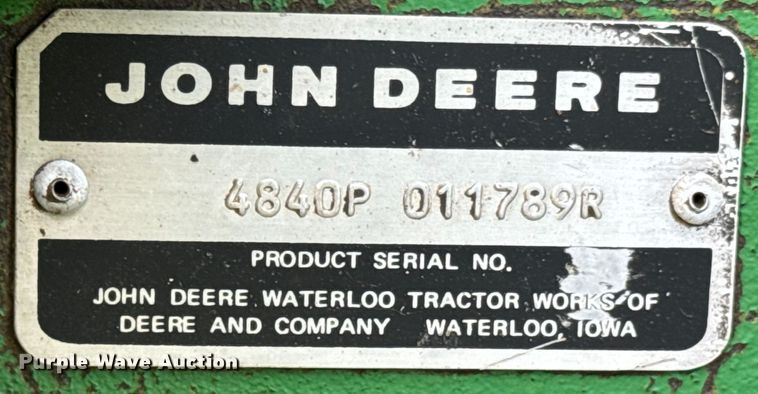 JOHN DEERE
4840P 011789R
PRODUCT SERIAL NO.
JOHN DEERE WATERLOO TRACTOR WORKS OF
DEERE AND COMPANY WATERLOO, IOWA
Purple Wave Auction